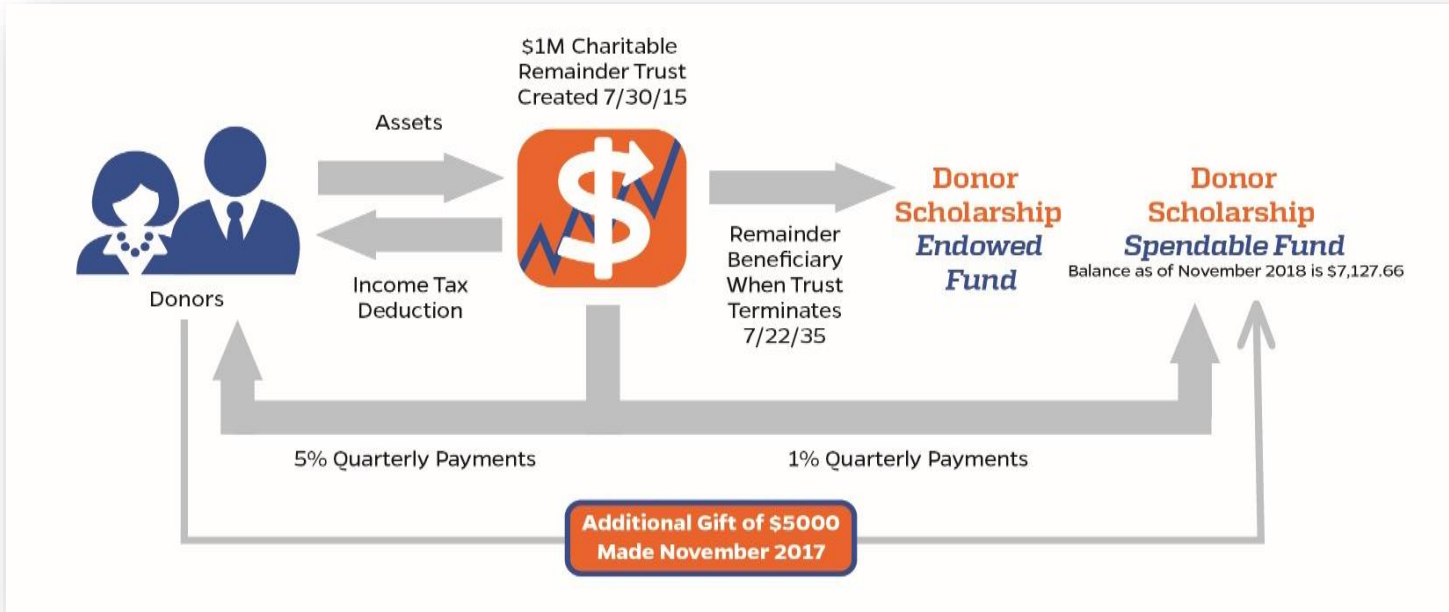 $1M Charitable
Remainder Trust
Created 7/30/15
Assets
Income Tax
Deduction
Donors
Remainder
Beneficiary
When Trust
Terminates
7/22/35
Donor
Scholarship
Endowed
Fund
Donor
Scholarship
Spendable Fund
Balance as of November 2018 is $7,127.66
5% Quarterly Payments
1% Quarterly Payments
Additional Gift of $5000
Made November 2017